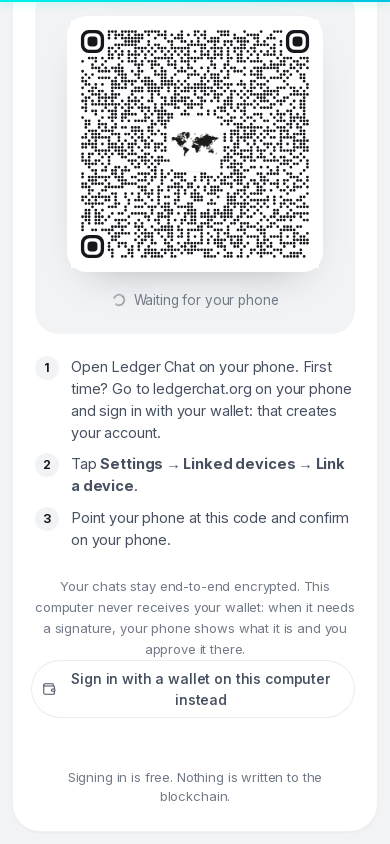 Waiting for your phone
1 Open Ledger Chat on your phone. First
time? Go to ledgerchat.org on your phone
and sign in with your wallet: that creates
your account.
2 Tap Settings → Linked devices → Link
a device.
3 Point your phone at this code and confirm
on your phone.
Your chats stay end-to-end encrypted. This
computer never receives your wallet: when it needs
a signature, your phone shows what it is and you
approve it there.
Sign in with a wallet on this computer
instead
Signing in is free. Nothing is written to the
blockchain.